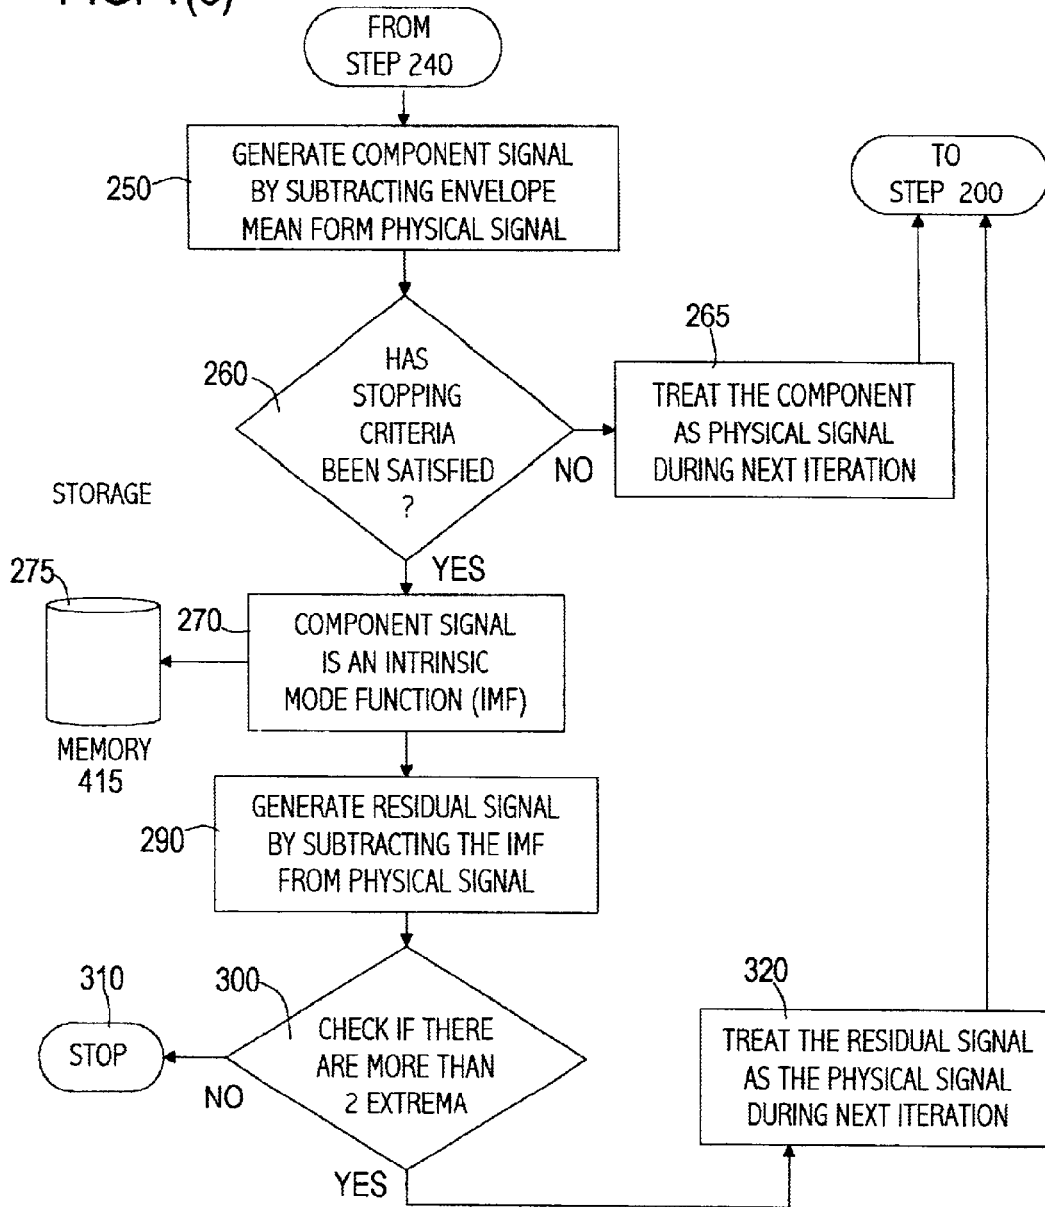 FROM
STEP 240
250
GENERATE COMPONENT SIGNAL
BY SUBTRACTING ENVELOPE
MEAN FORM PHYSICAL SIGNAL
TO
STEP 200
260
HAS
STOPPING
CRITERIA
BEEN SATISFIED
?
NO
265
TREAT THE COMPONENT
AS PHYSICAL SIGNAL
DURING NEXT ITERATION
YES
STORAGE
275
MEMORY
415
270
COMPONENT SIGNAL
IS AN INTRINSIC
MODE FUNCTION (IMF)
290
GENERATE RESIDUAL SIGNAL
BY SUBTRACTING THE IMF
FROM PHYSICAL SIGNAL
300
CHECK IF THERE
ARE MORE THAN
2 EXTREMA
310
STOP
NO
YES
320
TREAT THE RESIDUAL SIGNAL
AS THE PHYSICAL SIGNAL
DURING NEXT ITERATION